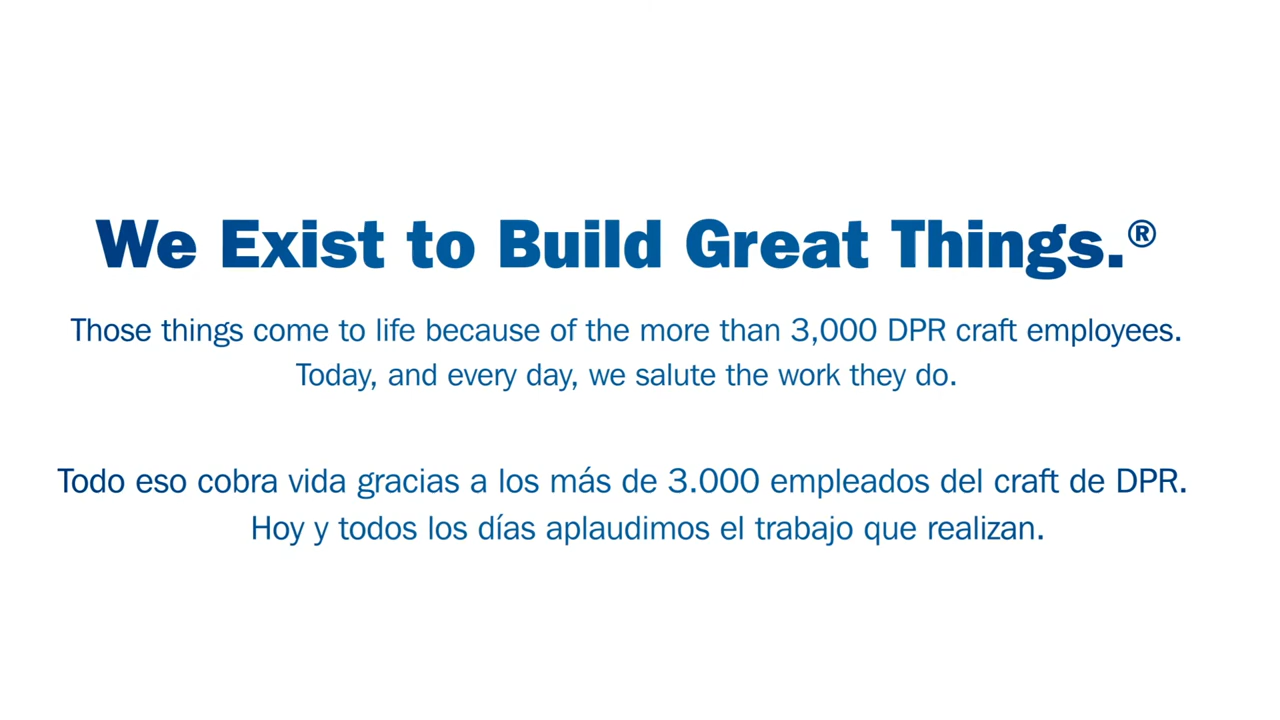 We Exist to Build Great Things.®
Those things come to life because of the more than 3,000 DPR craft employees.
Today, and every day, we salute the work they do.
Todo eso cobra vida gracias a los más de 3.000 empleados del craft de DPR.
Hoy y todos los días aplaudimos el trabajo que realizan.